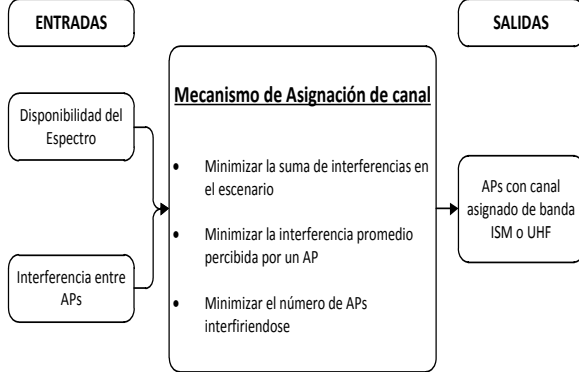 ENTRADAS
SALIDAS
Mecanismo de Asignación de canal
Disponibilidad del
Espectro
Interferencia entre
APs
• Minimizar la suma de interferencias en
el escenario
• Minimizar la interferencia promedio
percibida por un AP
• Minimizar el número de APs
interfiriendose
APs con canal
asignado de banda
ISM o UHF